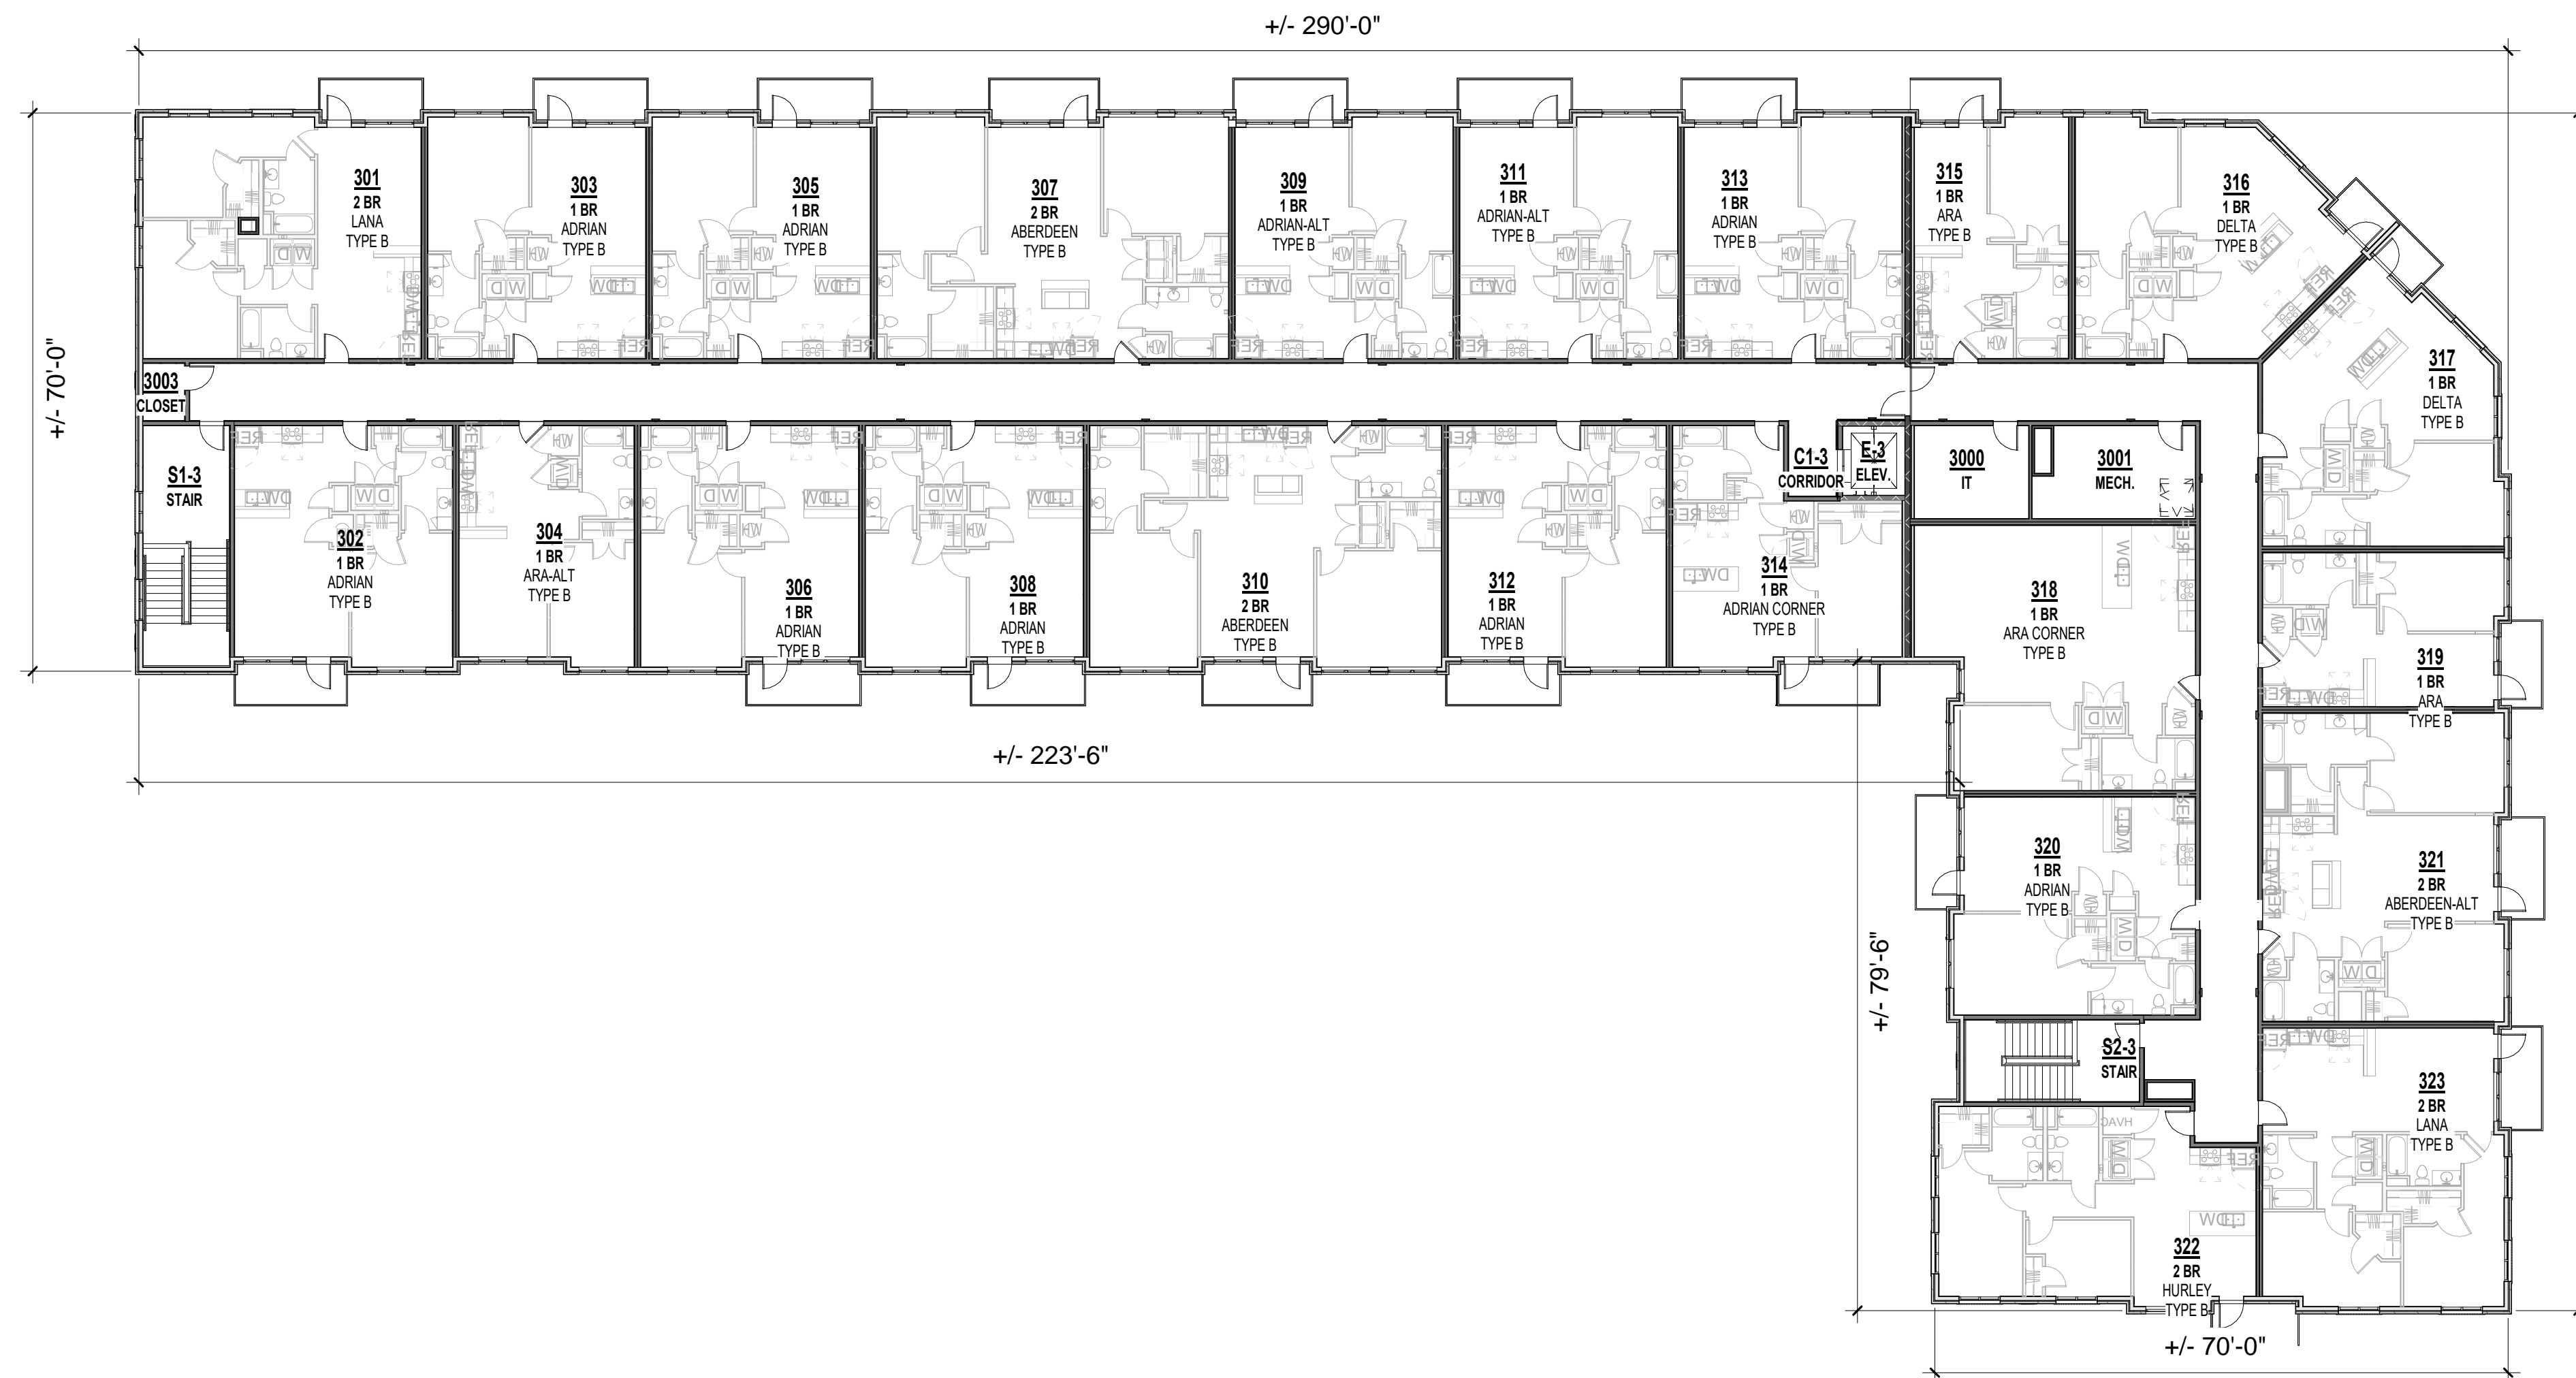 +/- 290'-0"
+/- 70'-0"
301
2 BR
LANA
TYPE B
303
1 BR
ADRIAN
TYPE B
305
1 BR
ADRIAN
TYPE B
307
2 BR
ABERDEEN
TYPE B
309
1 BR
ADRIAN-ALT
TYPE B
311
1 BR
ADRIAN-ALT
TYPE B
313
1 BR
ADRIAN
TYPE B
315
1 BR
ARA
TYPE B
316
1 BR
DELTA
TYPE B
317
1 BR
DELTA
TYPE B
3003
CLOSET
S1-3
STAIR
302
1 BR
ADRIAN
TYPE B
304
1 BR
ARA-ALT
TYPE B
306
1 BR
ADRIAN
TYPE B
308
1 BR
ADRIAN
TYPE B
310
2 BR
ABERDEEN
TYPE B
312
1 BR
ADRIAN
TYPE B
314
1 BR
ADRIAN CORNER
TYPE B
C1-3
CORRIDOR
E-3
ELEV.
3000
IT
3001
MECH.
318
1 BR
ARA CORNER
TYPE B
319
1 BR
ARA
TYPE B
320
1 BR
ADRIAN
TYPE B
321
2 BR
ABERDEEN-ALT
TYPE B
S2-3
STAIR
323
2 BR
LANA
TYPE B
HVAC
322
2 BR
HURLEY
TYPE B
+/- 223'-6"
+/- 79'-6"
+/- 70'-0"